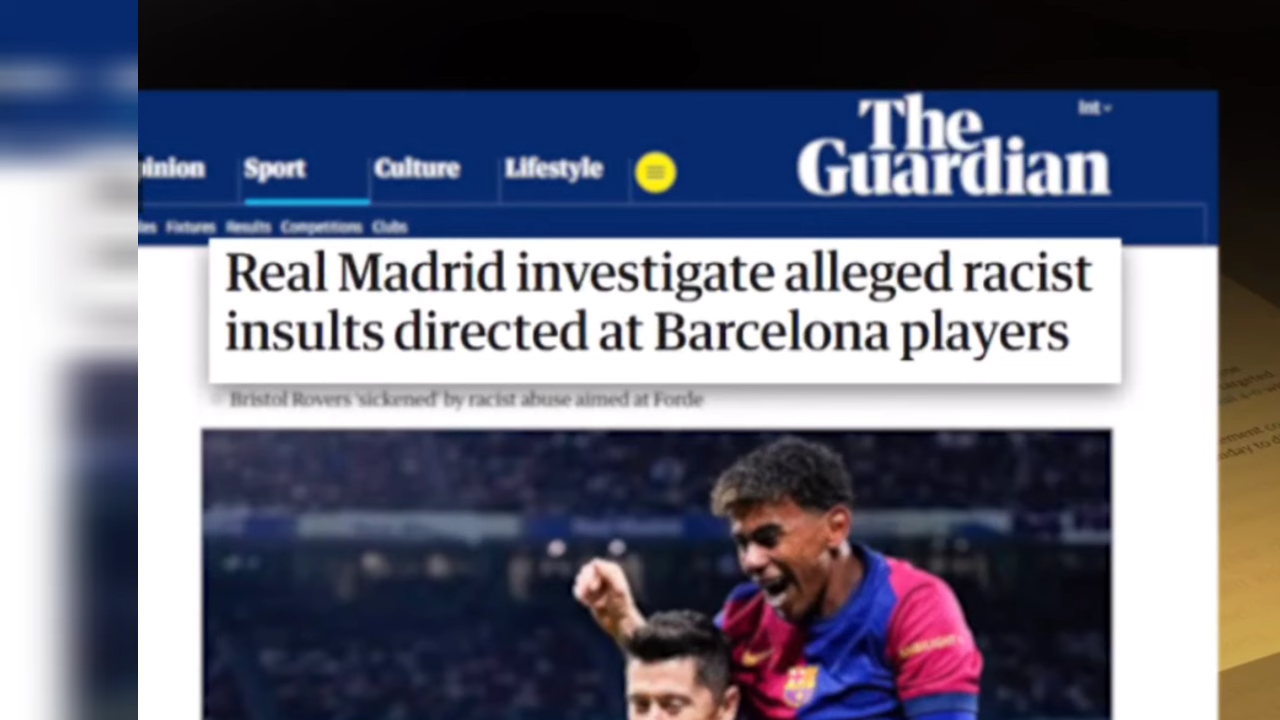 The
Guardian
Int
Sport
Culture
Lifestyle
Fixtures
Results
Competitions
Clubs
Real Madrid investigate alleged racist
insults directed at Barcelona players
Bristol Rovers 'sickened' by racist abuse aimed at Forde